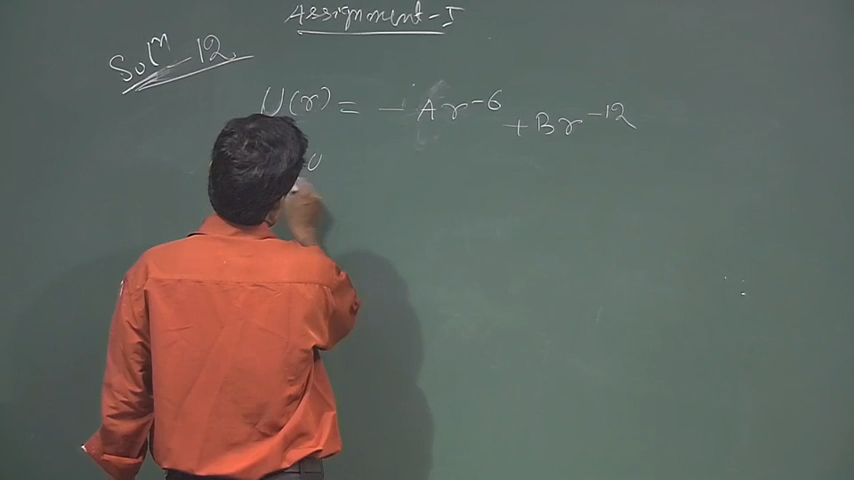 Assignment-I
Solⁿ 12.
U(r) = - Ar⁻⁶ + Br⁻¹²